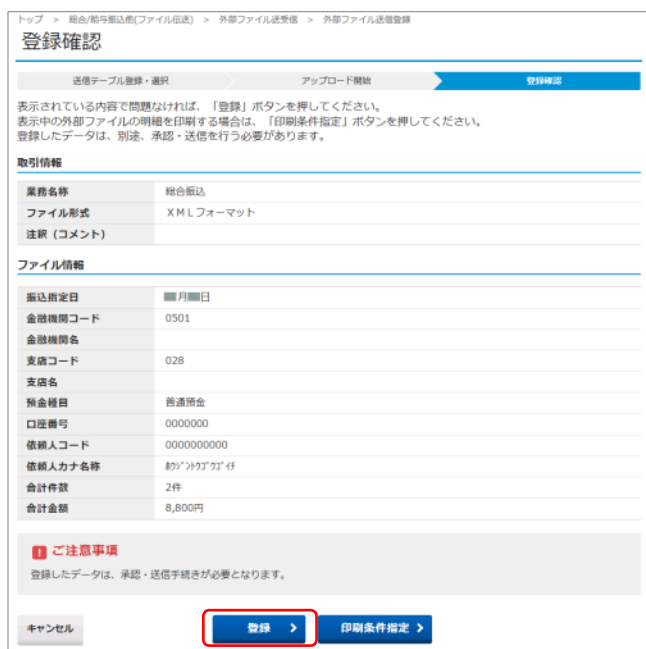 トップ > 総合/給与振込他(ファイル伝送) > 外部ファイル送受信 > 外部ファイル送信登録
登録確認
送信テーブル登録・選択 アップロード開始 登録確認
表示されている内容で問題なければ、「登録」ボタンを押してください。
表示中の外部ファイルの明細を印刷する場合は、「印刷条件指定」ボタンを押してください。
登録したデータは、別途、承認・送信を行う必要があります。
取引情報
業務名称 総合振込
ファイル形式 XMLフォーマット
注釈（コメント）
ファイル情報
振込指定日 月 日
金融機関コード 0501
金融機関名
支店コード 028
支店名
預金種目 普通預金
口座番号 0000000
依頼人コード 0000000000
依頼人カナ名称
合計件数 2件
合計金額 8,800円
! ご注意事項
登録したデータは、承認・送信手続きが必要となります。
キャンセル 登録 > 印刷条件指定 >